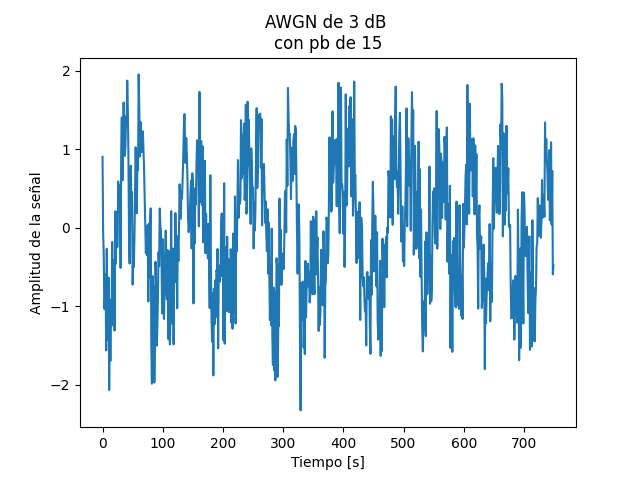 AWGN de 3 dB
con pb de 15
Amplitud de la señal
2
1
0
−1
−2
0 100 200 300 400 500 600 700
Tiempo [s]